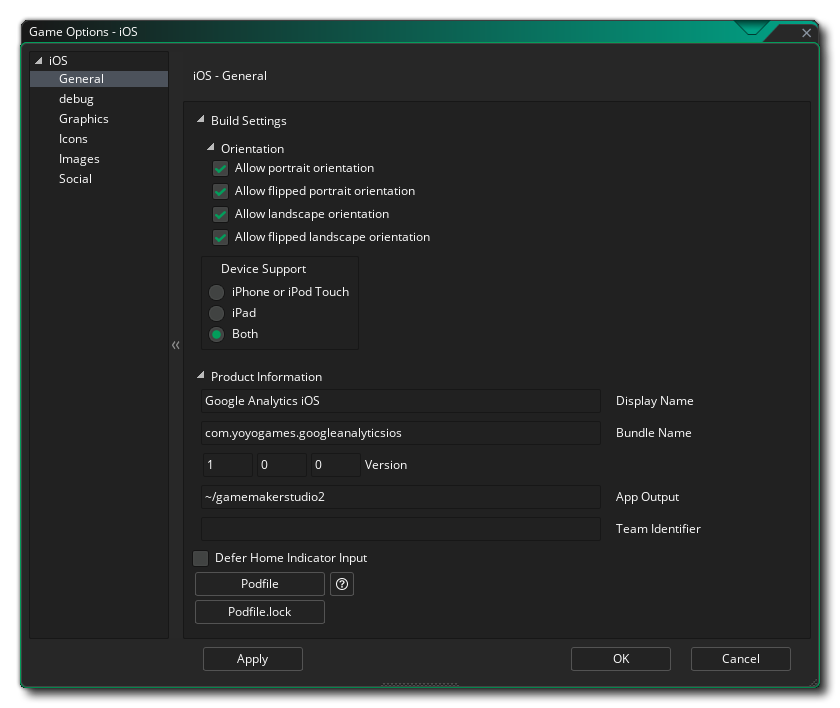 Game Options - iOS
iOS
General
debug
Graphics
Icons
Images
Social
iOS - General
Build Settings
Orientation
Allow portrait orientation
Allow flipped portrait orientation
Allow landscape orientation
Allow flipped landscape orientation
Device Support
iPhone or iPod Touch
iPad
Both
Product Information
Google Analytics iOS Display Name
com.yoyogames.googleanalyticsios Bundle Name
1 0 0 Version
~/gamemakerstudio2 App Output
Team Identifier
Defer Home Indicator Input
Podfile ?
Podfile.lock
Apply OK Cancel